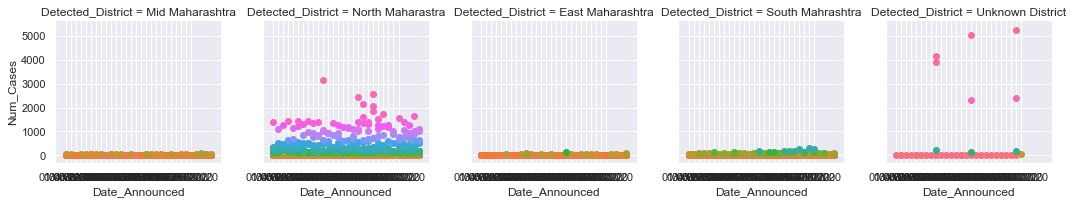 Detected_District = Mid Maharashtra
Detected_District = North Maharastra
Detected_District = East Maharashtra
Detected_District = South Mahrashtra
Detected_District = Unknown District
Num_Cases
5000
4000
3000
2000
1000
0
Date_Announced
Date_Announced
Date_Announced
Date_Announced
Date_Announced